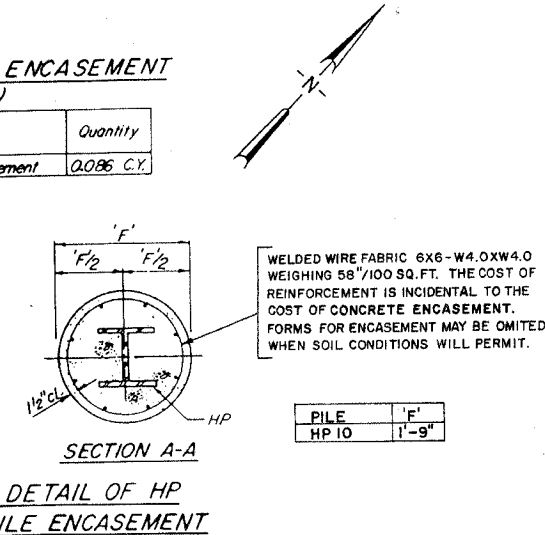 ENCASEMENT
)
Quantity
ement 0.086 C.Y.
N
'F'
'F'/2 'F'/2
WELDED WIRE FABRIC 6X6-W4.0XW4.0
WEIGHING 58#/100 SQ.FT. THE COST OF
REINFORCEMENT IS INCIDENTAL TO THE
COST OF CONCRETE ENCASEMENT.
FORMS FOR ENCASEMENT MAY BE OMITED
WHEN SOIL CONDITIONS WILL PERMIT.
1½" CL.
HP
PILE 'F'
HP 10 1'-9"
SECTION A-A
DETAIL OF HP
ILE ENCASEMENT